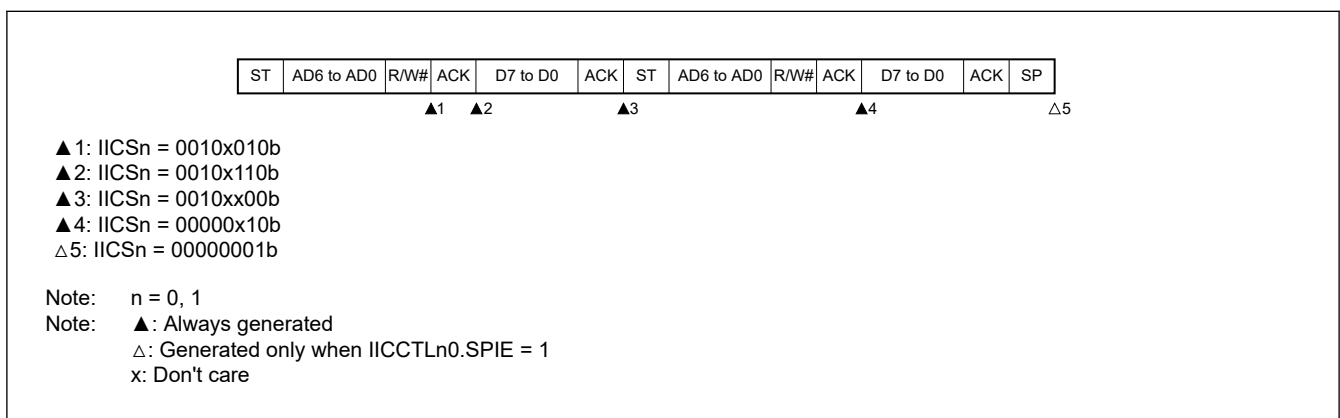 ST AD6 to AD0 R/W# ACK D7 to D0 ACK ST AD6 to AD0 R/W# ACK D7 to D0 ACK SP
▲1 ▲2 ▲3 ▲4 △5
▲1: IICSn = 0010x010b
▲2: IICSn = 0010x110b
▲3: IICSn = 0010xx00b
▲4: IICSn = 00000x10b
△5: IICSn = 00000001b
Note: n = 0, 1
Note: ▲: Always generated
△: Generated only when IICCTLn0.SPIE = 1
x: Don't care